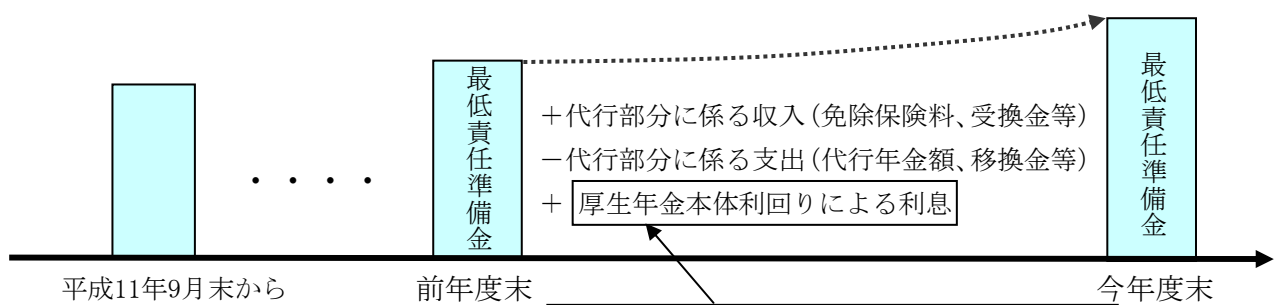 最低責任準備金
+代行部分に係る収入(免除保険料、受換金等)
-代行部分に係る支出(代行年金額、移換金等)
+ 厚生年金本体利回りによる利息
最低責任準備金
・・・・
平成11年9月末から
前年度末
今年度末